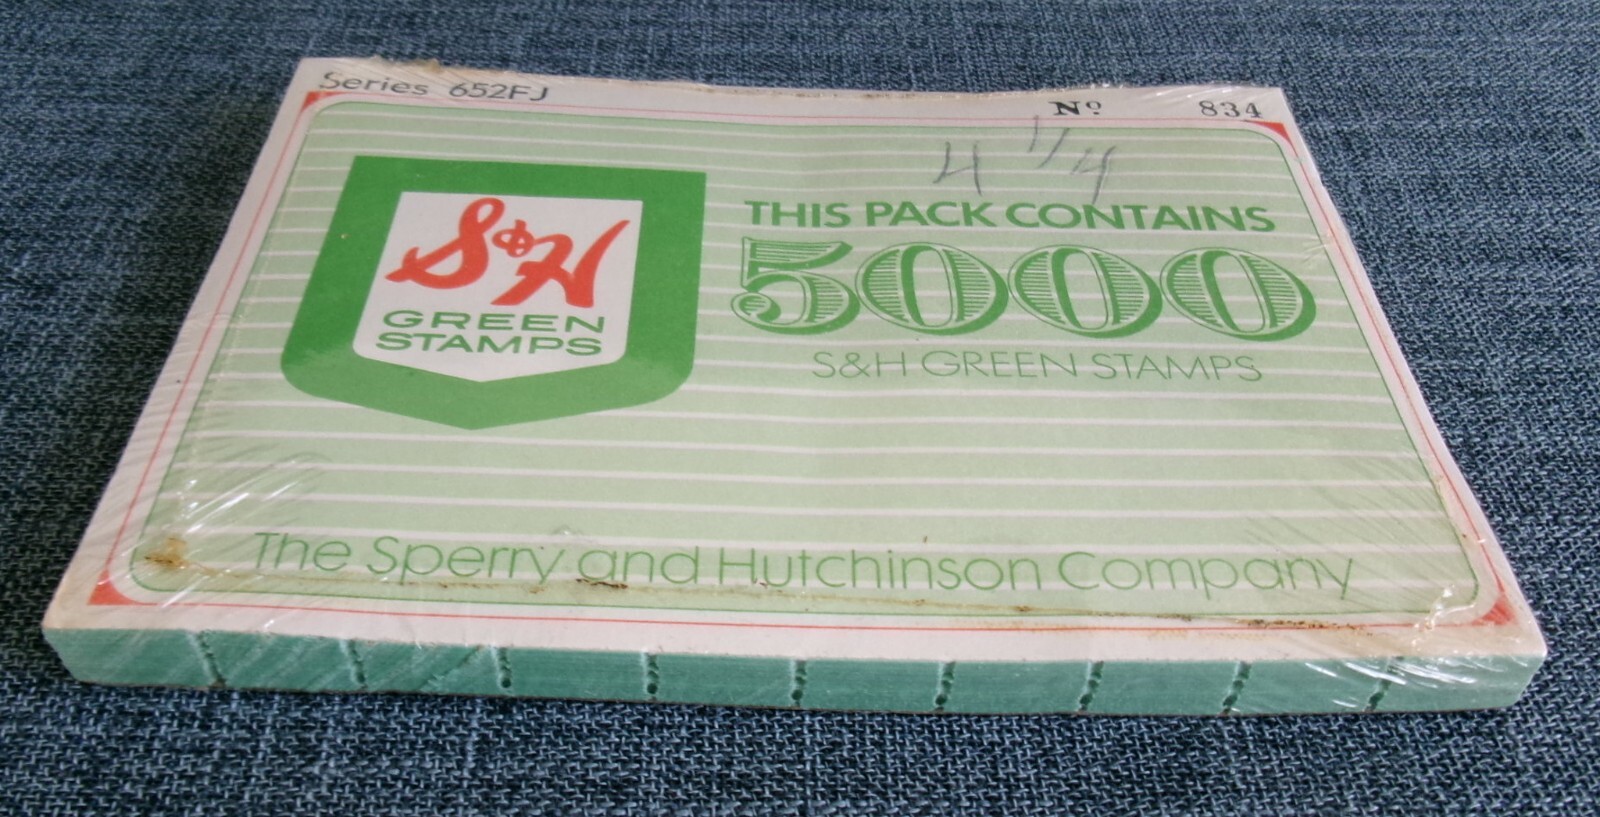 Series 652FJ
Nº 834
4 1/4
S&H
GREEN
STAMPS
THIS PACK CONTAINS
5000
S&H GREEN STAMPS
The Sperry and Hutchinson Company